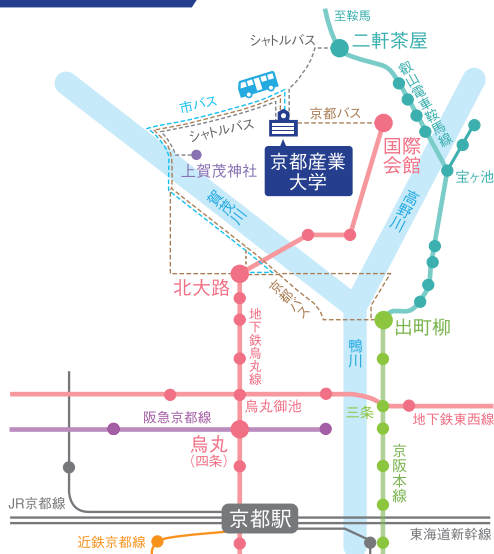 至鞍馬
二軒茶屋
シャトルバス
叡山電車鞍馬線
市バス
京都バス
シャトルバス
国際
会館
京都産業
大学
上賀茂神社
宝ヶ池
賀茂川
高野川
北大路
京都バス
地下鉄烏丸線
出町柳
鴨川
烏丸御池
三条
地下鉄東西線
阪急京都線
烏丸
(四条)
京阪本線
JR京都線
京都駅
東海道新幹線
近鉄京都線